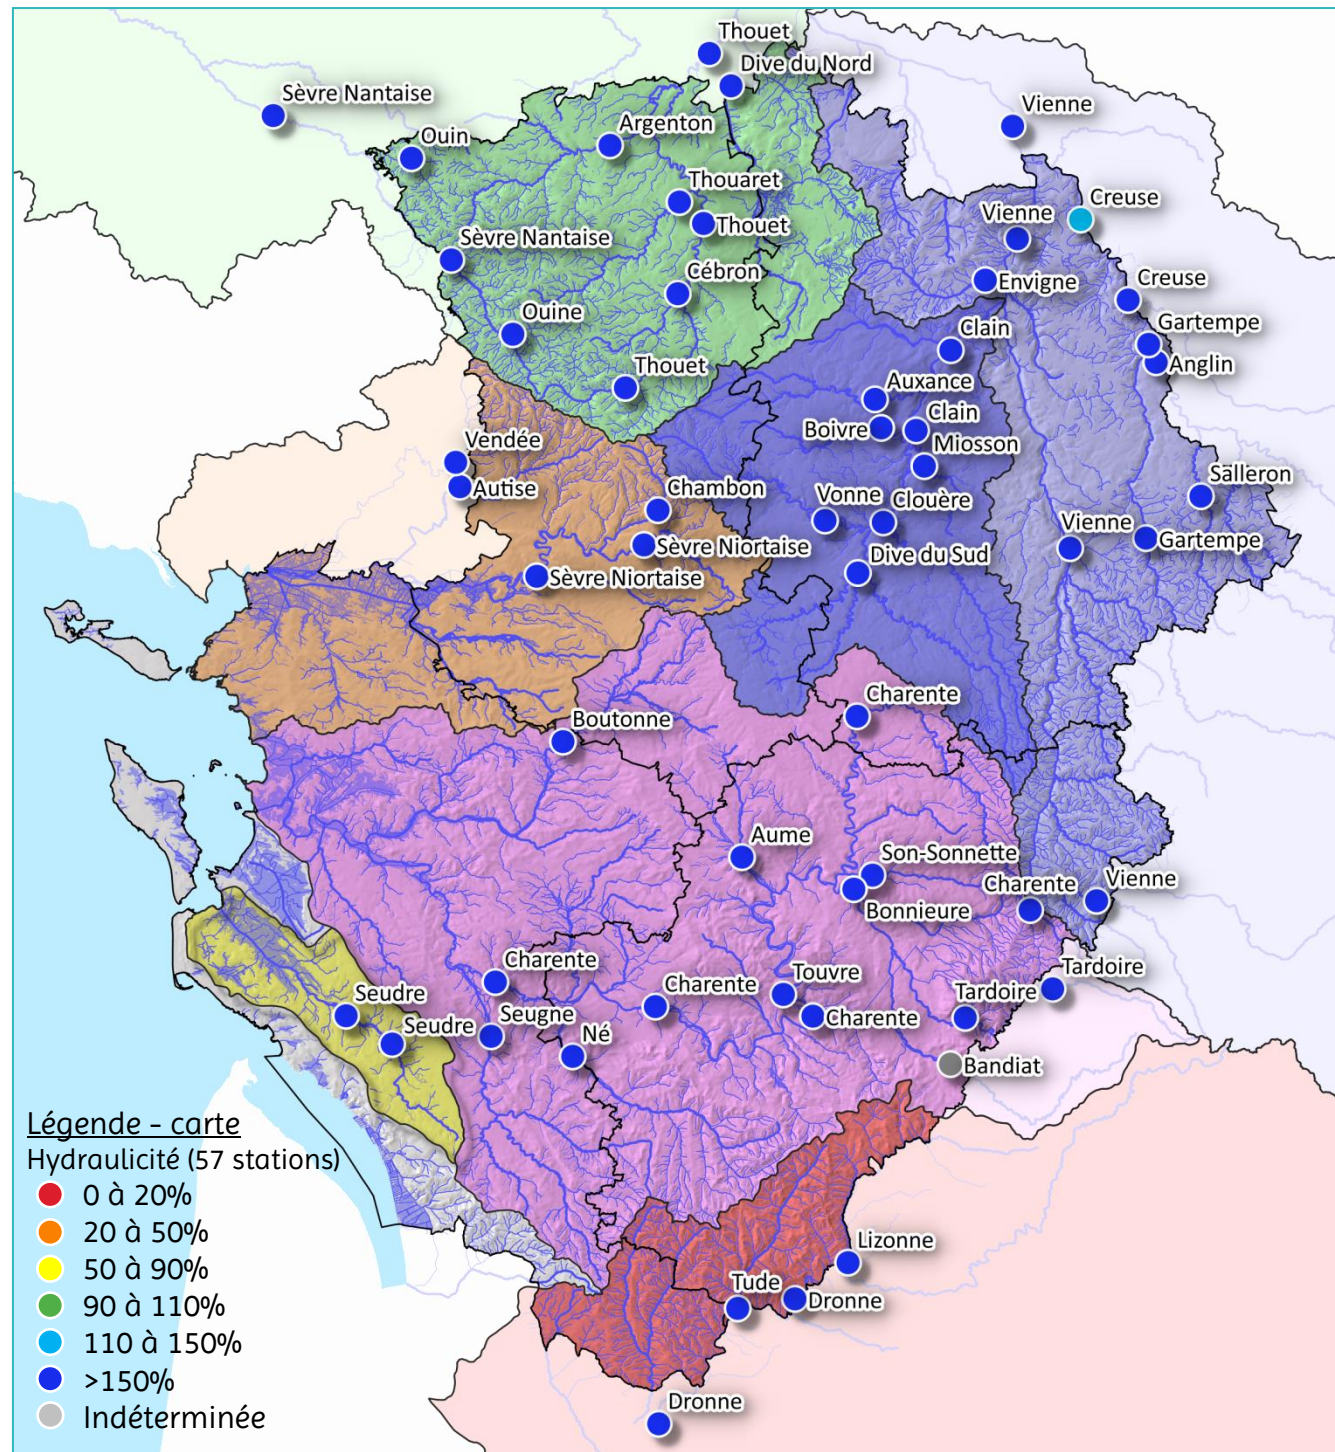 Thouet
Dive du Nord
Sèvre Nantaise
Vienne
Argenton
Ouin
Thouaret
Creuse
Vienne
Thouet
Sèvre Nantaise
Cébron
Envigne
Creuse
Ouine
Gartempe
Clain
Anglin
Thouet
Auxance
Clain
Boivre
Miosson
Vendée
Salleron
Autise
Chambon
Vonne
Clouère
Vienne
Gartempe
Sèvre Niortaise
Dive du Sud
Sèvre Niortaise
Charente
Boutonne
Aume
Son-Sonnette
Charente
Vienne
Bonnieure
Charente
Touvre
Tardoire
Charente
Tardoire
Seudre
Seugne
Charente
Seudre
Né
Bandiat
Légende - carte
Hydraulicité (57 stations)
0 à 20%
20 à 50%
50 à 90%
90 à 110%
110 à 150%
>150%
Indéterminée
Lizonne
Tude
Dronne
Dronne